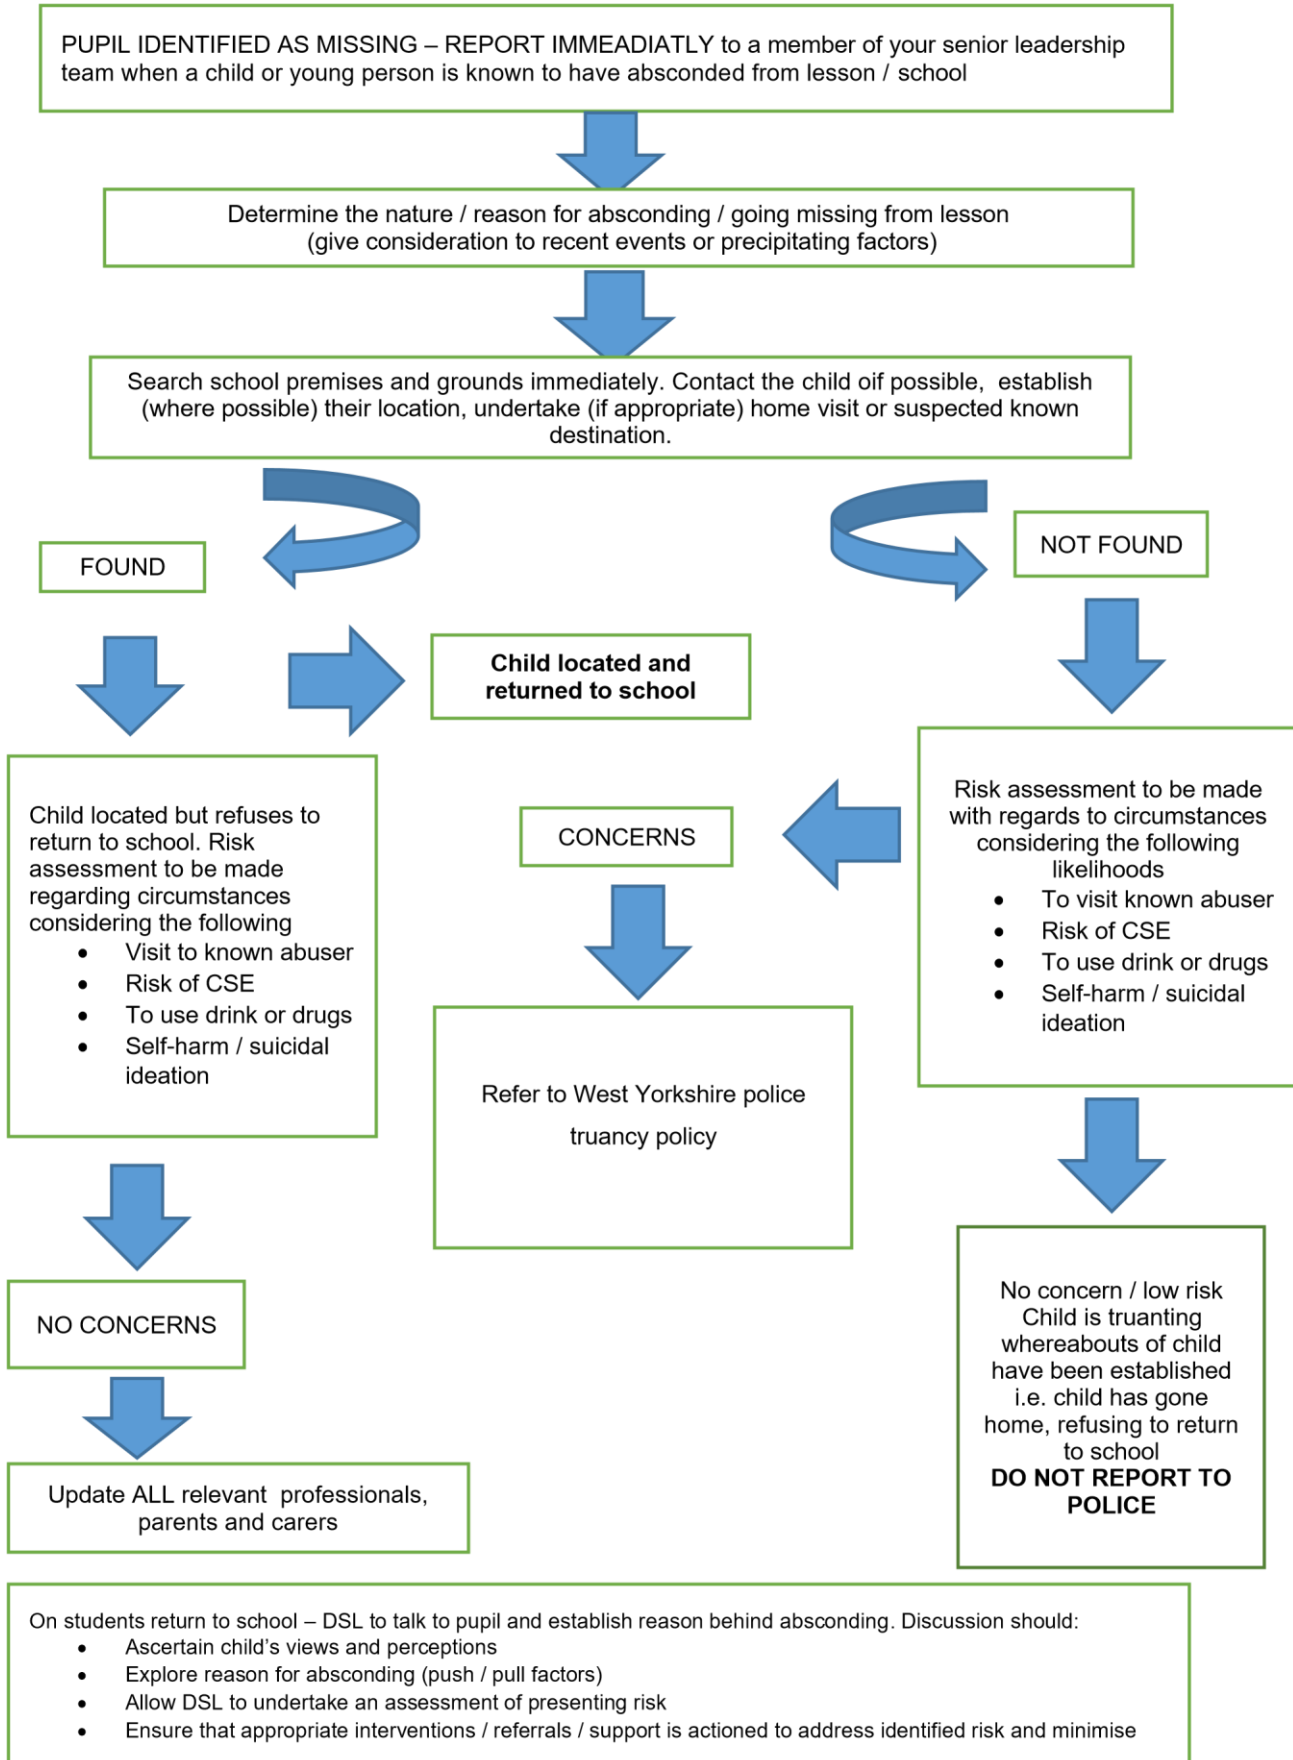 PUPIL IDENTIFIED AS MISSING – REPORT IMMEADIATLY to a member of your senior leadership
team when a child or young person is known to have absconded from lesson / school
Determine the nature / reason for absconding / going missing from lesson
(give consideration to recent events or precipitating factors)
Search school premises and grounds immediately. Contact the child oif possible, establish
(where possible) their location, undertake (if appropriate) home visit or suspected known
destination.
FOUND
NOT FOUND
Child located and
returned to school
Child located but refuses to
return to school. Risk
assessment to be made
regarding circumstances
considering the following
• Visit to known abuser
• Risk of CSE
• To use drink or drugs
• Self-harm / suicidal
ideation
CONCERNS
Risk assessment to be made
with regards to circumstances
considering the following
likelihoods
• To visit known abuser
• Risk of CSE
• To use drink or drugs
• Self-harm / suicidal
ideation
Refer to West Yorkshire police
truancy policy
NO CONCERNS
No concern / low risk
Child is truanting
whereabouts of child
have been established
i.e. child has gone
home, refusing to return
to school
DO NOT REPORT TO
POLICE
Update ALL relevant professionals,
parents and carers
On students return to school – DSL to talk to pupil and establish reason behind absconding. Discussion should:
• Ascertain child’s views and perceptions
• Explore reason for absconding (push / pull factors)
• Allow DSL to undertake an assessment of presenting risk
• Ensure that appropriate interventions / referrals / support is actioned to address identified risk and minimise